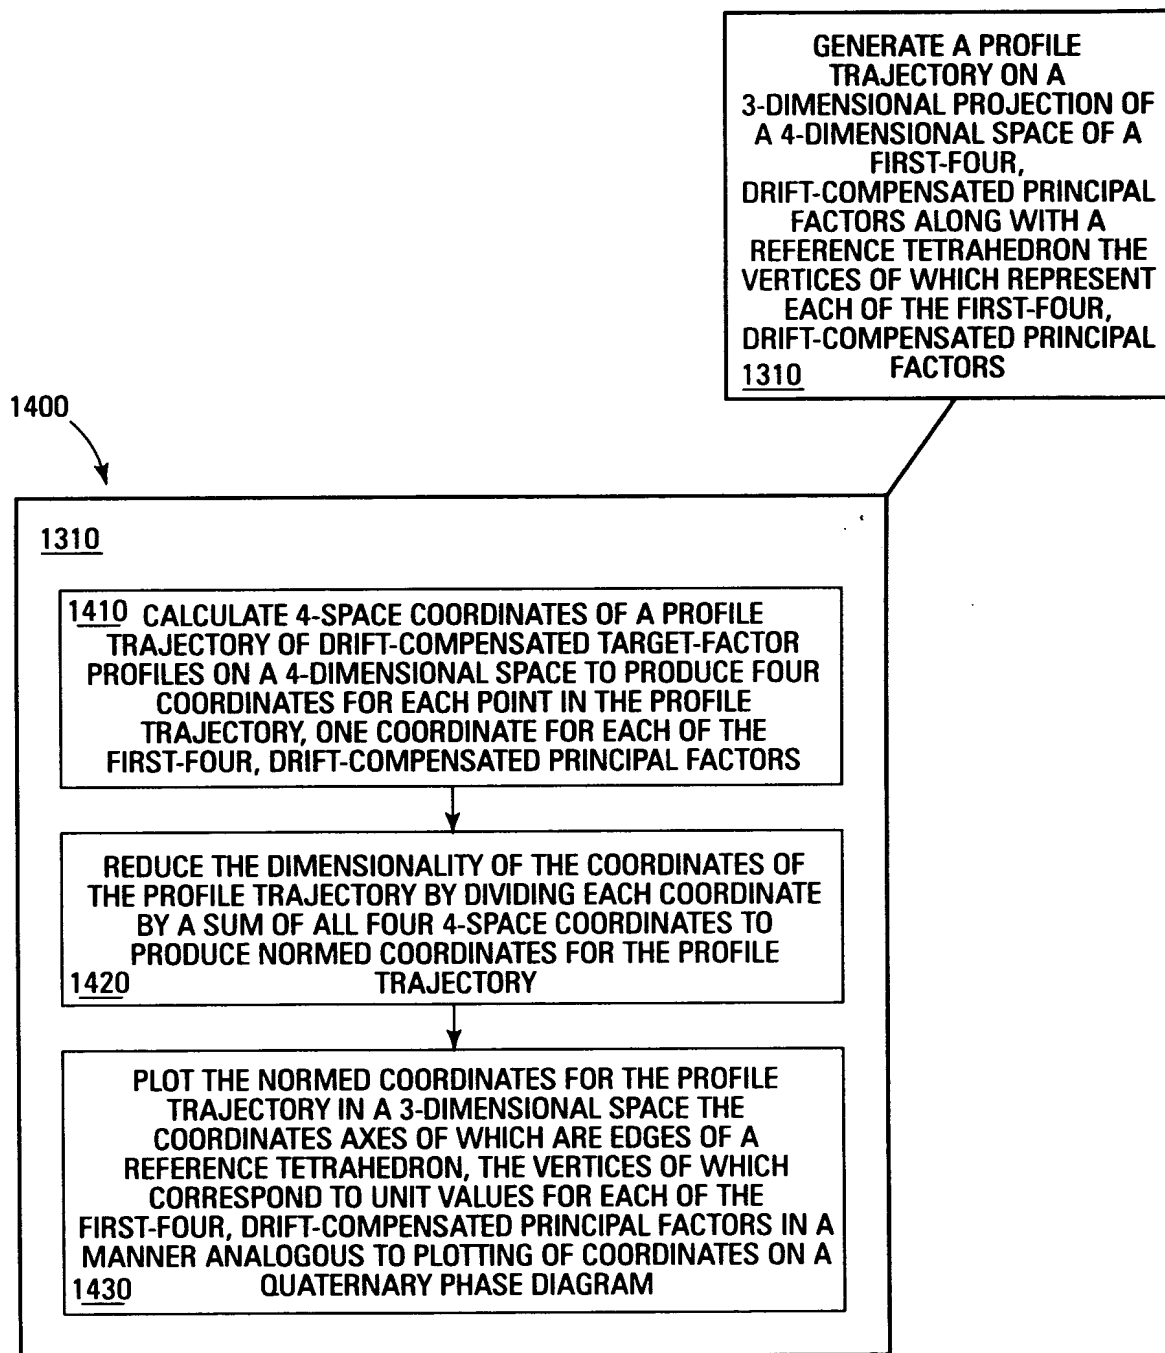 GENERATE A PROFILE
TRAJECTORY ON A
3-DIMENSIONAL PROJECTION OF
A 4-DIMENSIONAL SPACE OF A
FIRST-FOUR,
DRIFT-COMPENSATED PRINCIPAL
FACTORS ALONG WITH A
REFERENCE TETRAHEDRON THE
VERTICES OF WHICH REPRESENT
EACH OF THE FIRST-FOUR,
DRIFT-COMPENSATED PRINCIPAL
1310 FACTORS
1400
1310
1410 CALCULATE 4-SPACE COORDINATES OF A PROFILE
TRAJECTORY OF DRIFT-COMPENSATED TARGET-FACTOR
PROFILES ON A 4-DIMENSIONAL SPACE TO PRODUCE FOUR
COORDINATES FOR EACH POINT IN THE PROFILE
TRAJECTORY, ONE COORDINATE FOR EACH OF THE
FIRST-FOUR, DRIFT-COMPENSATED PRINCIPAL FACTORS
REDUCE THE DIMENSIONALITY OF THE COORDINATES OF
THE PROFILE TRAJECTORY BY DIVIDING EACH COORDINATE
BY A SUM OF ALL FOUR 4-SPACE COORDINATES TO
PRODUCE NORMED COORDINATES FOR THE PROFILE
1420 TRAJECTORY
PLOT THE NORMED COORDINATES FOR THE PROFILE
TRAJECTORY IN A 3-DIMENSIONAL SPACE THE
COORDINATES AXES OF WHICH ARE EDGES OF A
REFERENCE TETRAHEDRON, THE VERTICES OF WHICH
CORRESPOND TO UNIT VALUES FOR EACH OF THE
FIRST-FOUR, DRIFT-COMPENSATED PRINCIPAL FACTORS IN A
MANNER ANALOGOUS TO PLOTTING OF COORDINATES ON A
1430 QUATERNARY PHASE DIAGRAM